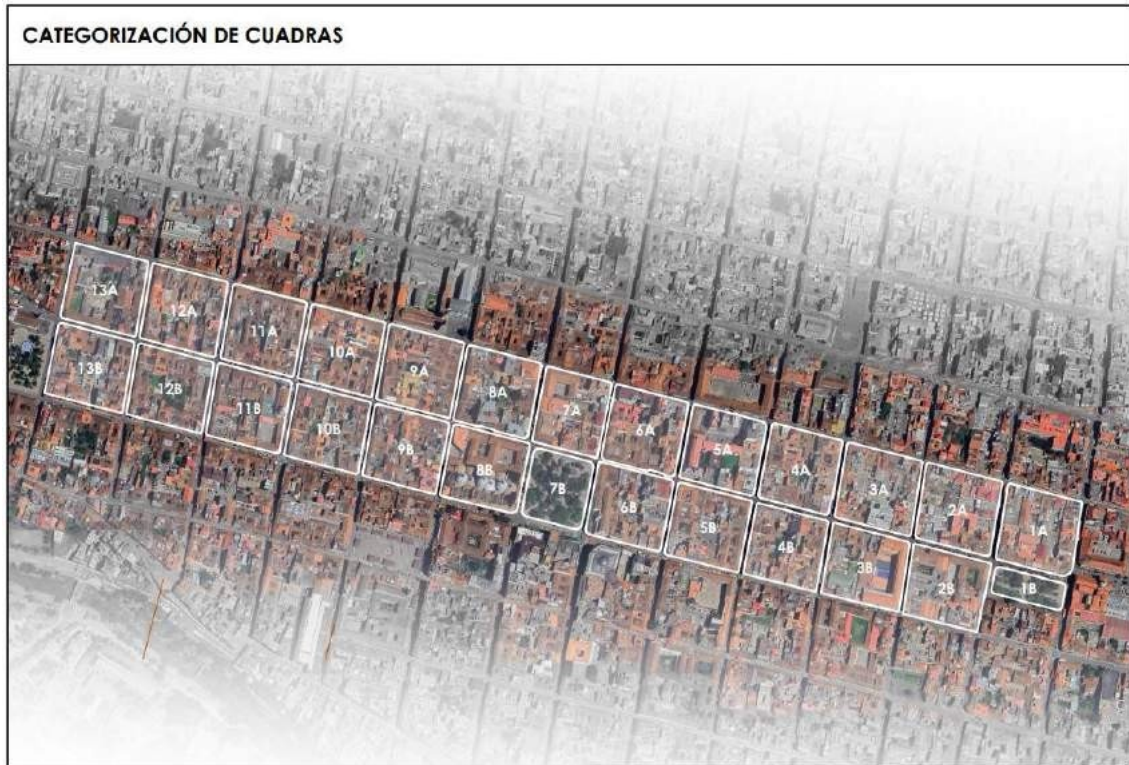 CATEGORIZACIÓN DE CUADRAS
13A
12A
11A
10A
9A
8A
7A
6A
5A
4A
3A
2A
1A
13B
12B
11B
10B
9B
8B
7B
6B
5B
4B
3B
2B
1B